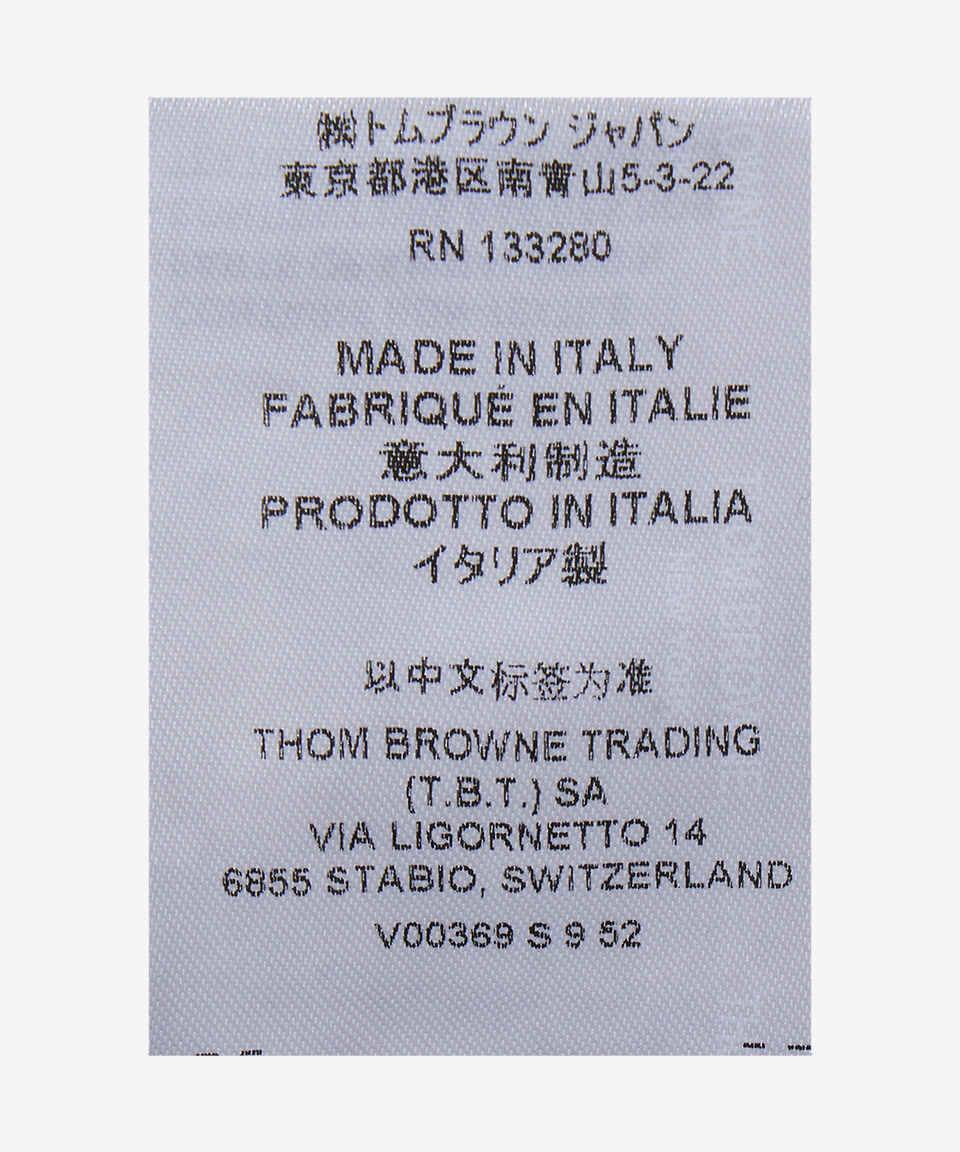 ㈱トムブラウン ジャパン
東京都港区南青山5-3-22
RN 133280
MADE IN ITALY
FABRIQUÉ EN ITALIE
意大利制造
PRODOTTO IN ITALIA
イタリア製
以中文标签为准
THOM BROWNE TRADING
(T.B.T.) SA
VIA LIGORNETTO 14
6855 STABIO, SWITZERLAND
V00369 S 9 52